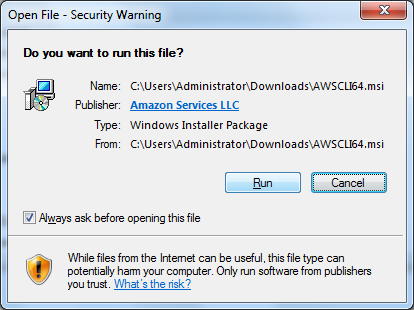 Open File - Security Warning
Do you want to run this file?
Name: C:\Users\Administrator\Downloads\AWSCLI64.msi
Publisher: Amazon Services LLC
Type: Windows Installer Package
From: C:\Users\Administrator\Downloads\AWSCLI64.msi
Run Cancel
Always ask before opening this file
While files from the Internet can be useful, this file type can
potentially harm your computer. Only run software from publishers
you trust. What's the risk?